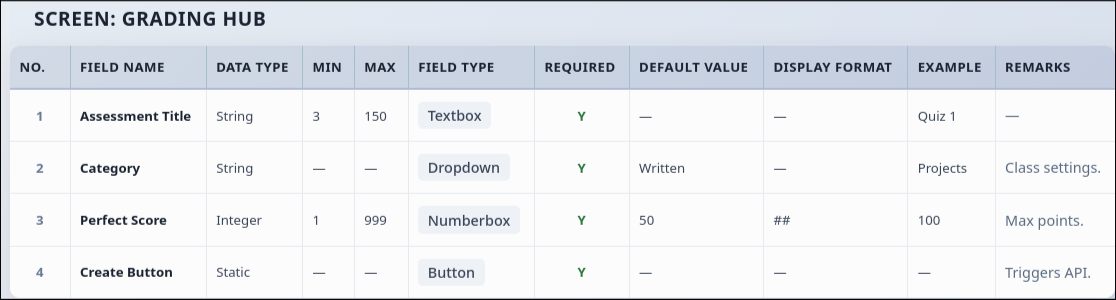 SCREEN: GRADING HUB
NO. FIELD NAME DATA TYPE MIN MAX FIELD TYPE REQUIRED DEFAULT VALUE DISPLAY FORMAT EXAMPLE REMARKS
1 Assessment Title String 3 150 Textbox Y — — Quiz 1 —
2 Category String — — Dropdown Y Written — Projects Class settings.
3 Perfect Score Integer 1 999 Numberbox Y 50 ## 100 Max points.
4 Create Button Static — — Button Y — — — Triggers API.